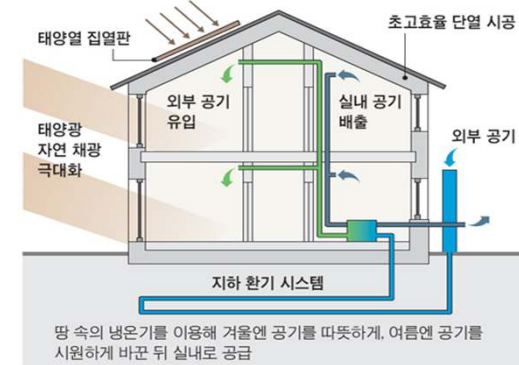 태양열 집열판
초고효율 단열 시공
외부 공기
유입
실내 공기
배출
태양광
자연 채광
극대화
외부 공기
지하 환기 시스템
땅 속의 냉온기를 이용해 겨울엔 공기를 따뜻하게, 여름엔 공기를
시원하게 바꾼 뒤 실내로 공급